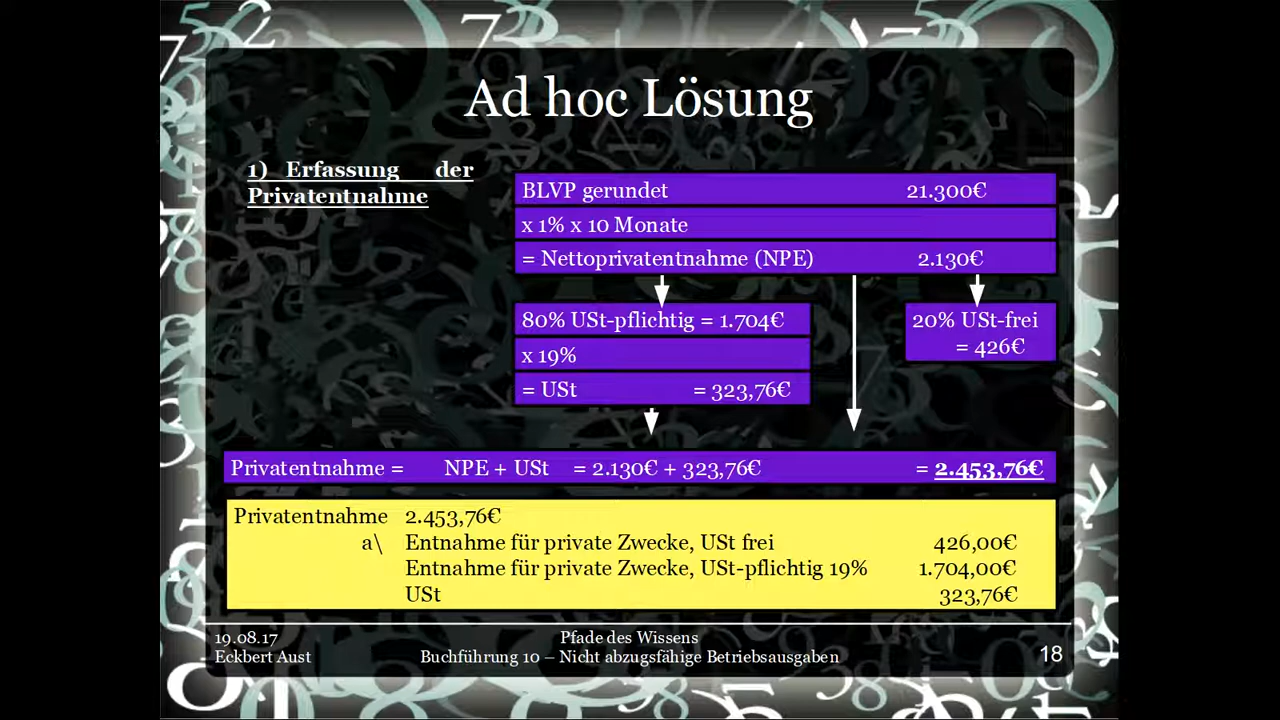 Ad hoc Lösung
1) Erfassung der
Privatentnahme
BLVP gerundet 21.300€
x 1% x 10 Monate
= Nettoprivatentnahme (NPE) 2.130€
80% USt-pflichtig = 1.704€
x 19%
= USt = 323,76€
20% USt-frei
= 426€
Privatentnahme = NPE + USt = 2.130€ + 323,76€ = 2.453,76€
Privatentnahme 2.453,76€
a\ Entnahme für private Zwecke, USt frei 426,00€
Entnahme für private Zwecke, USt-pflichtig 19% 1.704,00€
USt 323,76€
19.08.17 Pfade des Wissens
Eckbert Aust Buchführung 10 – Nicht abzugsfähige Betriebsausgaben 18